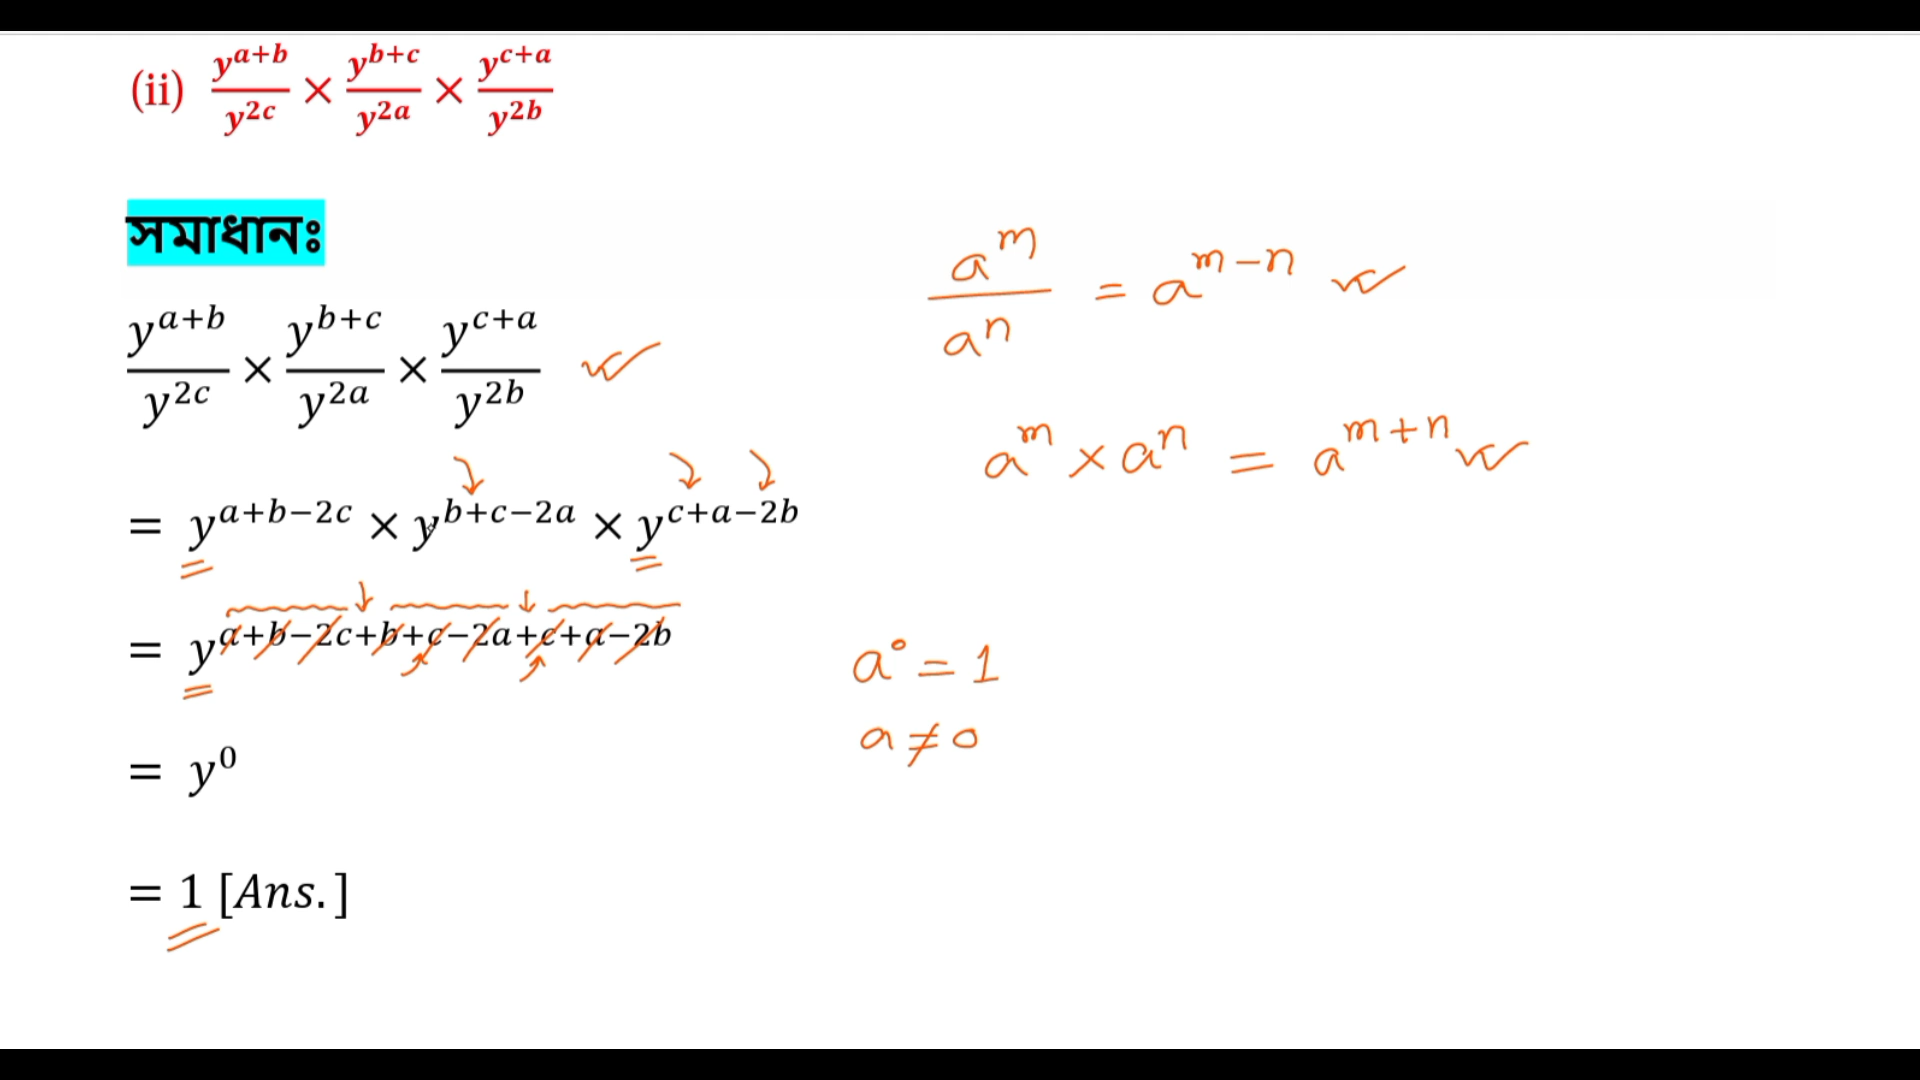 (ii) y^{a+b}/y^{2c} × y^{b+c}/y^{2a} × y^{c+a}/y^{2b}
সমাধানঃ
y^{a+b}/y^{2c} × y^{b+c}/y^{2a} × y^{c+a}/y^{2b}
a^m/a^n = a^{m-n}
a^m × a^n = a^{m+n}
= y^{a+b−2c} × y^{b+c−2a} × y^{c+a−2b}
= y^{a+b−2c+b+c−2a+c+a−2b}
a° = 1
a ≠ 0
= y^0
= 1 [Ans.]